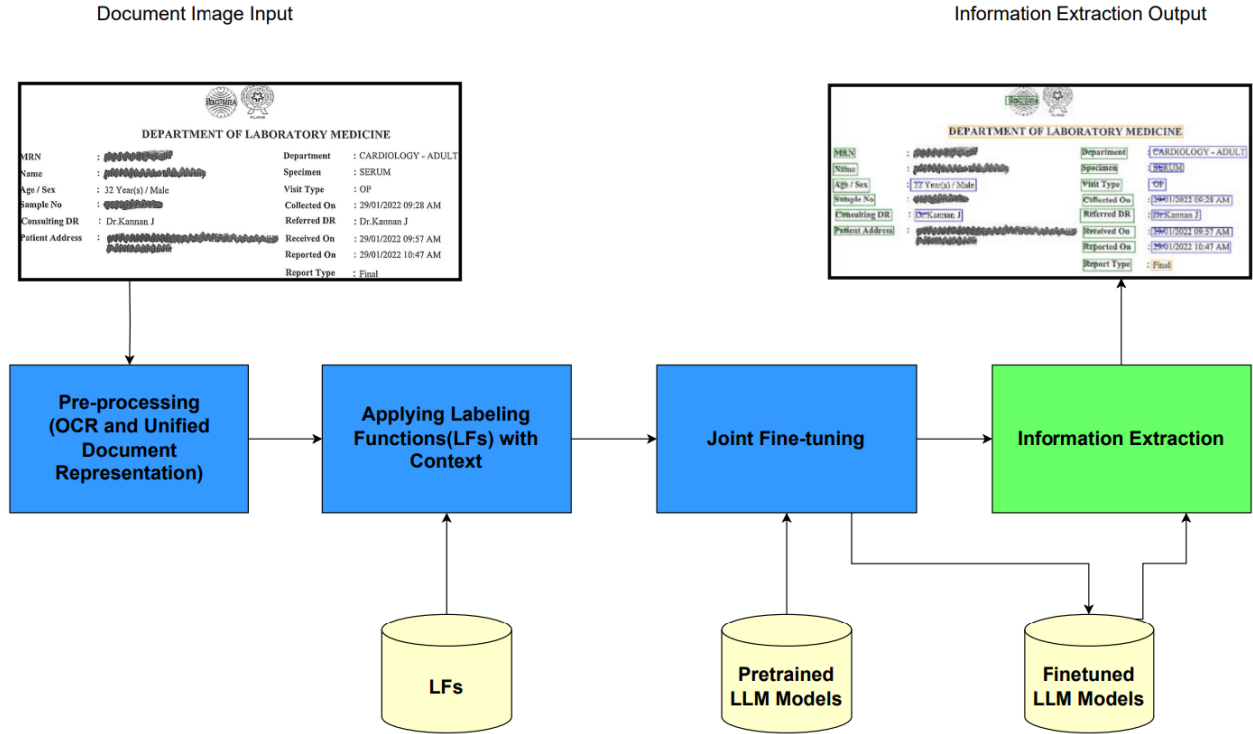 Document Image Input
Information Extraction Output
DEPARTMENT OF LABORATORY MEDICINE
MRN :
Name :
Age / Sex : 32 Year(s) / Male
Sample No :
Consulting DR : Dr.Kannan J
Patient Address :
Department : CARDIOLOGY - ADULT
Specimen : SERUM
Visit Type : OP
Collected On : 29/01/2022 09:28 AM
Referred DR : Dr.Kannan J
Received On : 29/01/2022 09:57 AM
Reported On : 29/01/2022 10:47 AM
Report Type : Final
DEPARTMENT OF LABORATORY MEDICINE
MRN :
Name :
Age / Sex : 32 Year(s) / Male
Sample No :
Consulting DR : Dr.Kannan J
Patient Address :
Department : CARDIOLOGY - ADULT
Specimen : SERUM
Visit Type : OP
Collected On : 29/01/2022 09:28 AM
Referred DR : Dr.Kannan J
Received On : 29/01/2022 09:57 AM
Reported On : 29/01/2022 10:47 AM
Report Type : Final
Pre-processing
(OCR and Unified
Document
Representation)
Applying Labeling
Functions(LFs) with
Context
Joint Fine-tuning
Information Extraction
LFs
Pretrained
LLM Models
Finetuned
LLM Models